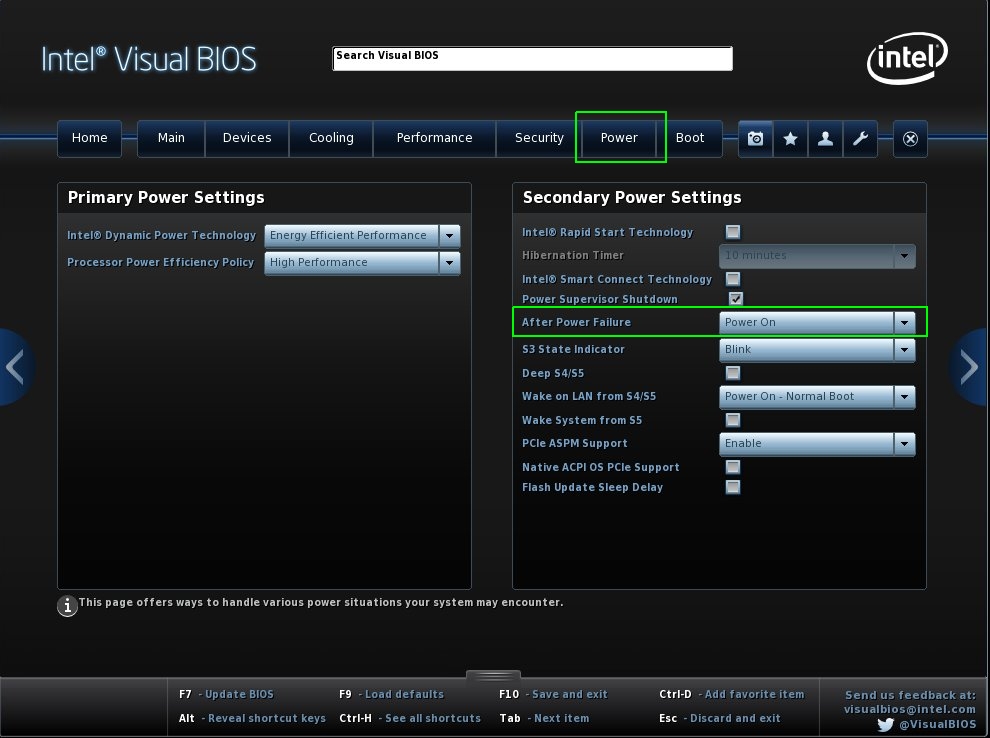 Intel® Visual BIOS
Search Visual BIOS
intel®
Home Main Devices Cooling Performance Security Power Boot
Primary Power Settings
Intel® Dynamic Power Technology Energy Efficient Performance
Processor Power Efficiency Policy High Performance
Secondary Power Settings
Intel® Rapid Start Technology
Hibernation Timer 10 minutes
Intel® Smart Connect Technology
Power Supervisor Shutdown
After Power Failure Power On
S3 State Indicator Blink
Deep S4/S5
Wake on LAN from S4/S5 Power On - Normal Boot
Wake System from S5
PCIe ASPM Support Enable
Native ACPI OS PCIe Support
Flash Update Sleep Delay
This page offers ways to handle various power situations your system may encounter.
F7 - Update BIOS F9 - Load defaults F10 - Save and exit Ctrl-D - Add favorite item
Alt - Reveal shortcut keys Ctrl-H - See all shortcuts Tab - Next item Esc - Discard and exit
Send us feedback at:
visualbios@intel.com
@VisualBIOS